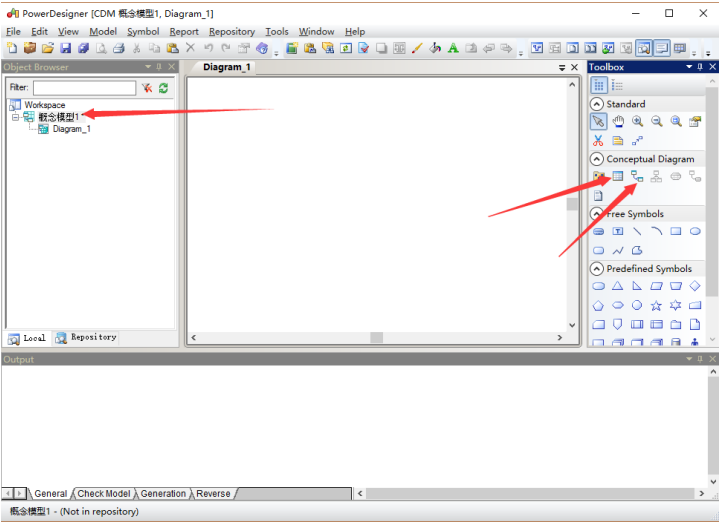 PowerDesigner [CDM 概念模型1, Diagram_1]
File Edit View Model Symbol Report Repository Tools Window Help
Object Browser
Diagram_1
Toolbox
Filter:
Workspace
概念模型1
Diagram_1
Standard
Conceptual Diagram
Free Symbols
Predefined Symbols
Local Repository
Output
General Check Model Generation Reverse
概念模型1 - (Not in repository)